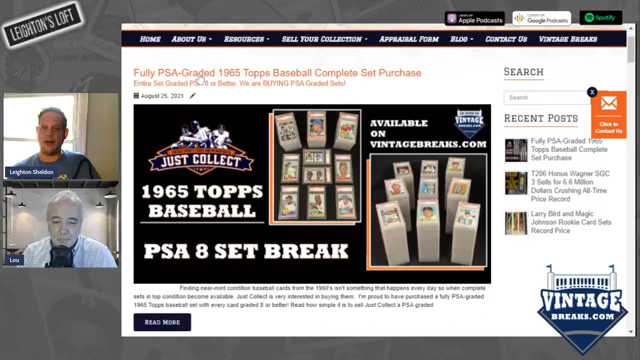 LEIGHTON'S LOFT
LISTEN ON
Apple Podcasts
Google Podcasts
Spotify
HOME ABOUT US RESOURCES SELL YOUR COLLECTION APPRAISAL FORM BLOG CONTACT US VINTAGE BREAKS
Fully PSA-Graded 1965 Topps Baseball Complete Set Purchase
Entire Set Graded PSA 8 or Better. We are BUYING PSA Graded Sets!
August 25, 2021
JUST COLLECT
1965 TOPPS
BASEBALL
PSA 8 SET BREAK
AVAILABLE
ON
VINTAGEBREAKS.COM
Finding near-mint condition baseball cards from the 1960's isn't something that happens every day so when complete
sets in top condition become available, Just Collect is very interested in buying them. I'm proud to have purchased a fully PSA-graded
1965 Topps baseball set with every card graded 8 or better! Read how simple it is to sell Just Collect a PSA graded
READ MORE
SEARCH
Search
X
Click to
Contact Us
RECENT POSTS
Fully PSA-Graded 1965
Topps Baseball Complete
Set Purchase
T206 Honus Wagner SGC
3 Sells for 6.6 Million
Dollars Crushing All-Time
Price Record
Larry Bird and Magic
Johnson Rookie Card Sets
Record Price
Leighton Sheldon
Lou
VINTAGE
BREAKS.COM